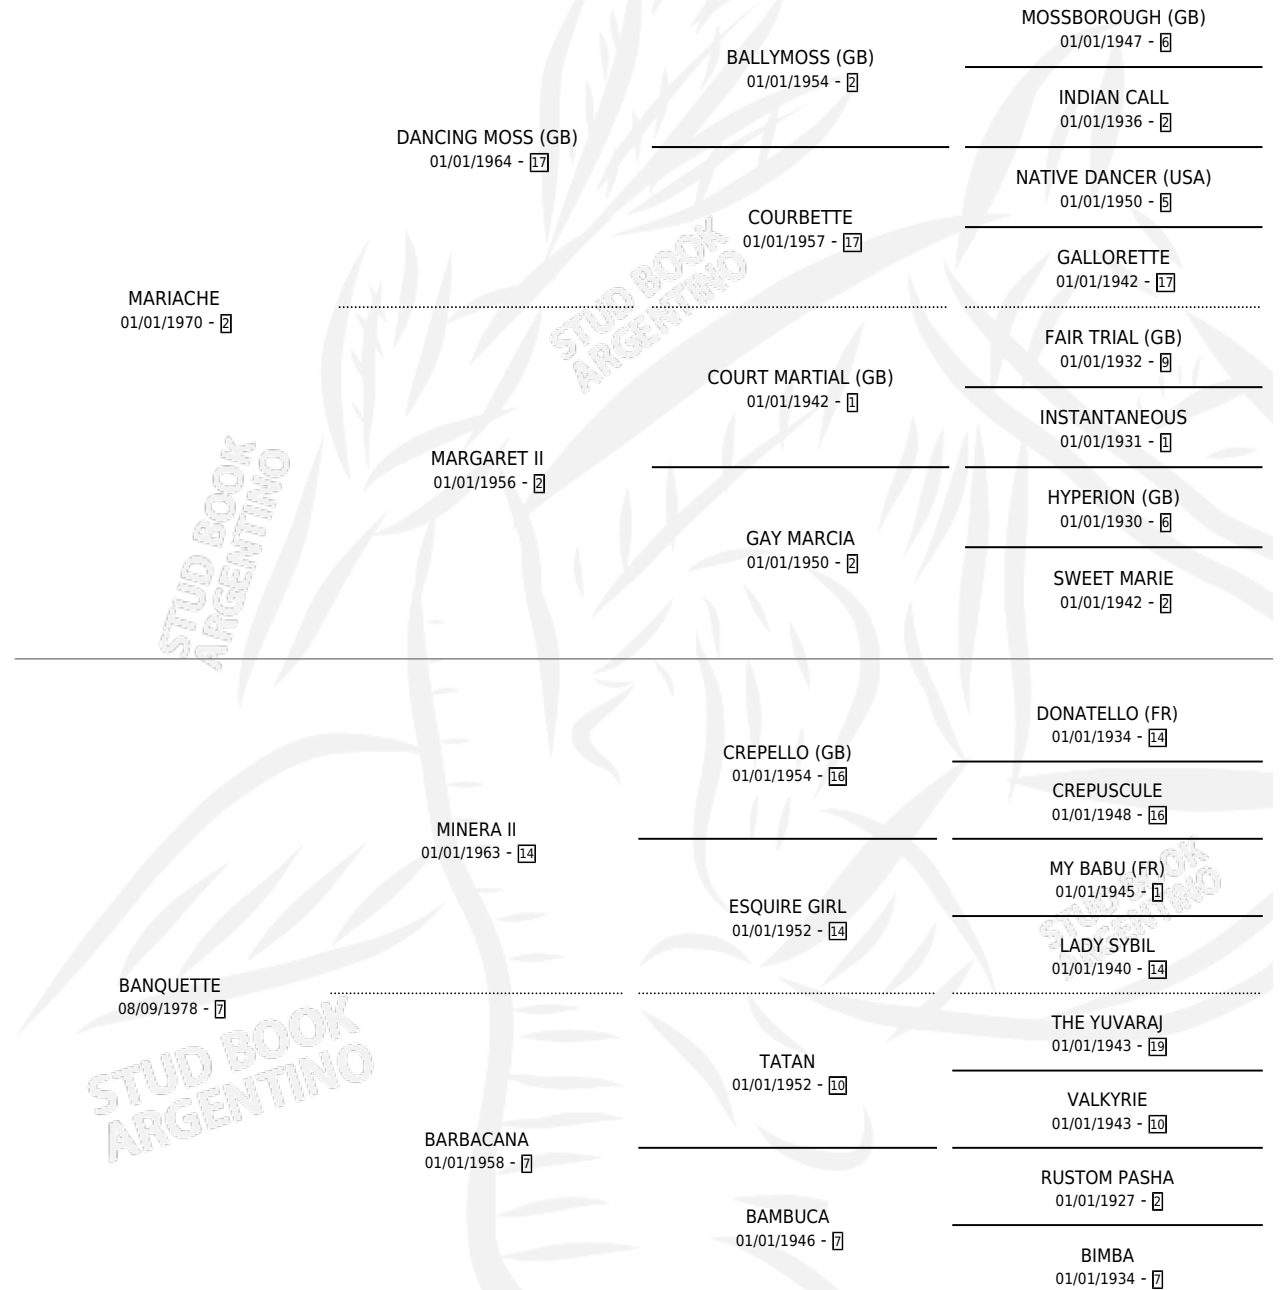 MOSSBOROUGH (GB)
01/01/1947 - 6
BALLYMOSS (GB)
01/01/1954 - 2
INDIAN CALL
01/01/1936 - 2
DANCING MOSS (GB)
01/01/1964 - 17
NATIVE DANCER (USA)
01/01/1950 - 5
COURBETTE
01/01/1957 - 17
GALLORETTE
01/01/1942 - 17
MARIACHE
01/01/1970 - 2
FAIR TRIAL (GB)
01/01/1932 - 9
COURT MARTIAL (GB)
01/01/1942 - 1
INSTANTANEOUS
01/01/1931 - 1
MARGARET II
01/01/1956 - 2
HYPERION (GB)
01/01/1930 - 6
GAY MARCIA
01/01/1950 - 2
SWEET MARIE
01/01/1942 - 2
DONATELLO (FR)
01/01/1934 - 14
CREPELLO (GB)
01/01/1954 - 16
CREPUSCULE
01/01/1948 - 16
MINERA II
01/01/1963 - 14
MY BABU (FR)
01/01/1945 - 1
ESQUIRE GIRL
01/01/1952 - 14
LADY SYBIL
01/01/1940 - 14
BANQUETTE
08/09/1978 - 7
THE YUVARAJ
01/01/1943 - 19
TATAN
01/01/1952 - 10
VALKYRIE
01/01/1943 - 10
BARBACANA
01/01/1958 - 7
RUSTOM PASHA
01/01/1927 - 2
BAMBUCA
01/01/1946 - 7
BIMBA
01/01/1934 - 7
STUD BOOK
ARGENTINO
STUD BOOK
ARGENTINO
STUD BOOK
ARGENTINO
STUD BOOK
ARGENTINO